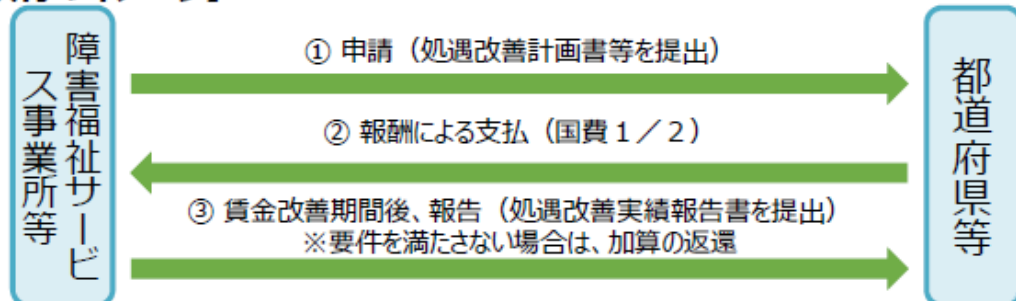 障害福祉サービ
ス事業所等
① 申請（処遇改善計画書等を提出）
② 報酬による支払（国費１／２）
③ 賃金改善期間後、報告（処遇改善実績報告書を提出）
※要件を満たさない場合は、加算の返還
都道府県等